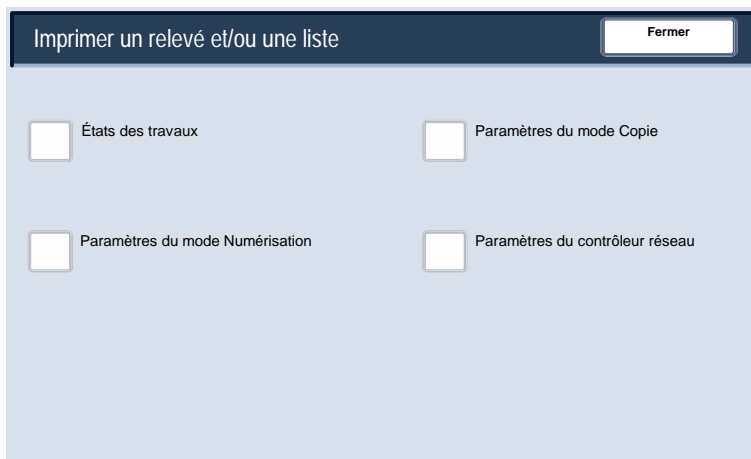 Imprimer un relevé et/ou une liste
Fermer
États des travaux
Paramètres du mode Copie
Paramètres du mode Numérisation
Paramètres du contrôleur réseau